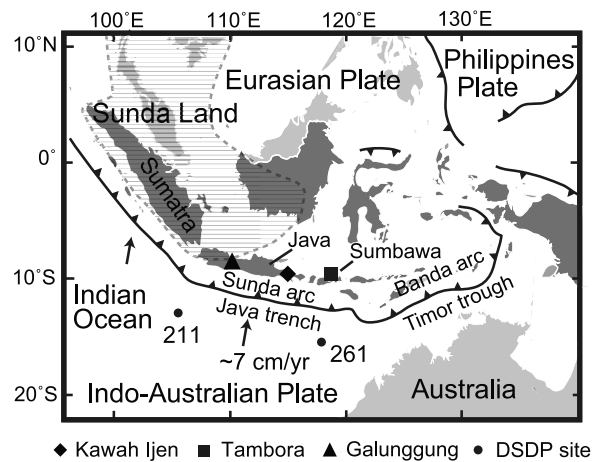 100°E 110°E 120°E 130°E
10°N
0°
10°S
20°S
Philippines
Plate
Eurasian Plate
Sunda Land
Sumatra
Java
Sumbawa
Sunda arc
Banda arc
Java trench
Timor trough
Indian
Ocean
211
~7 cm/yr
261
Indo-Australian Plate
Australia
◆ Kawah Ijen ■ Tambora ▲ Galunggung ● DSDP site